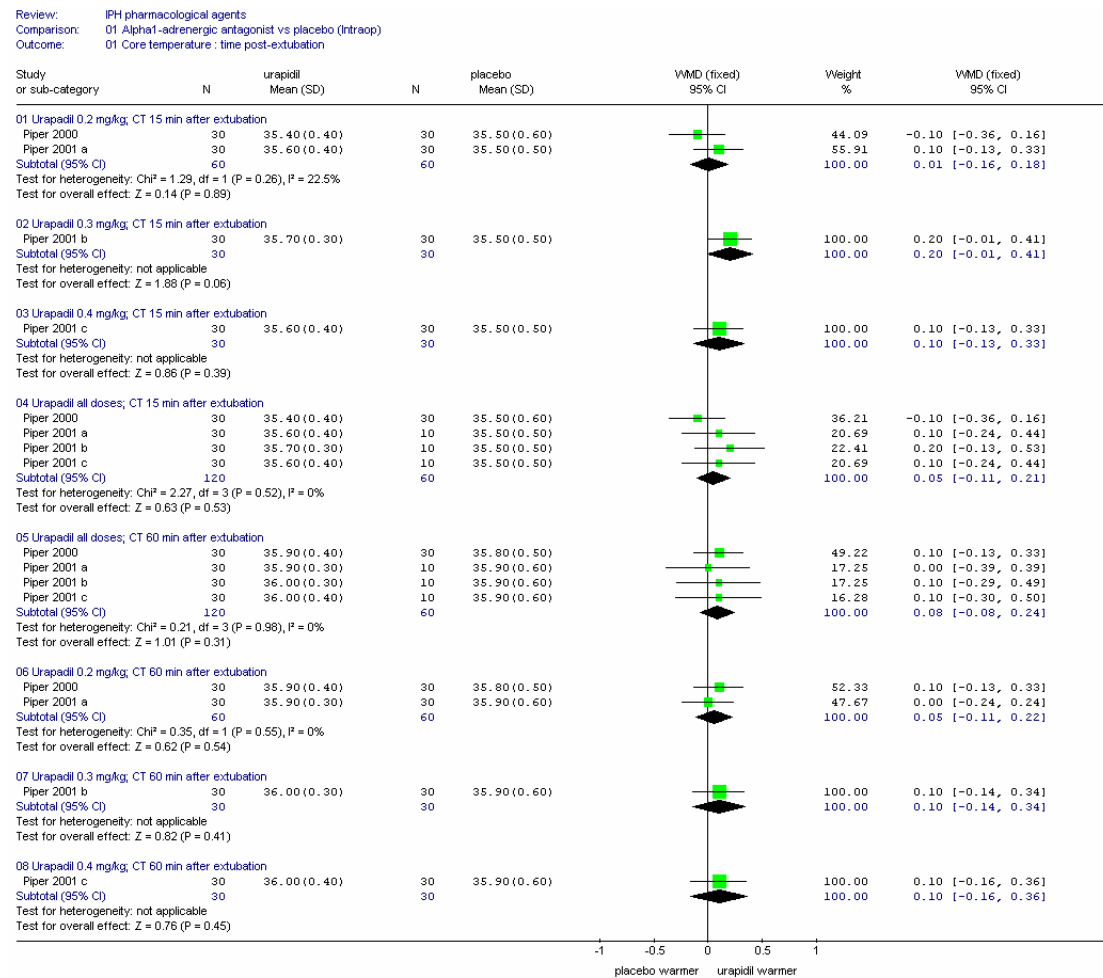 Review: IPH pharmacological agents
Comparison: 01 Alpha1-adrenergic antagonist vs placebo (Intraop)
Outcome: 01 Core temperature : time post-extubation
Study urapidil placebo WMD (fixed) Weight WMD (fixed)
or sub-category N Mean (SD) N Mean (SD) 95% CI % 95% CI
01 Urapadil 0.2 mg/kg; CT 15 min after extubation
Piper 2000 30 35.40(0.40) 30 35.50(0.60) 44.09 -0.10 [-0.36, 0.16]
Piper 2001 a 30 35.60(0.40) 30 35.50(0.50) 55.91 0.10 [-0.13, 0.33]
Subtotal (95% CI) 60 60 100.00 0.01 [-0.16, 0.18]
Test for heterogeneity: Chi² = 1.29, df = 1 (P = 0.26), I² = 22.5%
Test for overall effect: Z = 0.14 (P = 0.89)
02 Urapadil 0.3 mg/kg; CT 15 min after extubation
Piper 2001 b 30 35.70(0.30) 30 35.50(0.50) 100.00 0.20 [-0.01, 0.41]
Subtotal (95% CI) 30 30 100.00 0.20 [-0.01, 0.41]
Test for heterogeneity: not applicable
Test for overall effect: Z = 1.88 (P = 0.06)
03 Urapadil 0.4 mg/kg; CT 15 min after extubation
Piper 2001 c 30 35.60(0.40) 30 35.50(0.50) 100.00 0.10 [-0.13, 0.33]
Subtotal (95% CI) 30 30 100.00 0.10 [-0.13, 0.33]
Test for heterogeneity: not applicable
Test for overall effect: Z = 0.86 (P = 0.39)
04 Urapadil all doses; CT 15 min after extubation
Piper 2000 30 35.40(0.40) 30 35.50(0.60) 36.21 -0.10 [-0.36, 0.16]
Piper 2001 a 30 35.60(0.40) 10 35.50(0.50) 20.69 0.10 [-0.24, 0.44]
Piper 2001 b 30 35.70(0.30) 10 35.50(0.50) 22.41 0.20 [-0.13, 0.53]
Piper 2001 c 30 35.60(0.40) 10 35.50(0.50) 20.69 0.10 [-0.24, 0.44]
Subtotal (95% CI) 120 60 100.00 0.05 [-0.11, 0.21]
Test for heterogeneity: Chi² = 2.27, df = 3 (P = 0.52), I² = 0%
Test for overall effect: Z = 0.63 (P = 0.53)
05 Urapadil all doses; CT 60 min after extubation
Piper 2000 30 35.90(0.40) 30 35.80(0.50) 49.22 0.10 [-0.13, 0.33]
Piper 2001 a 30 35.90(0.30) 10 35.90(0.60) 17.25 0.00 [-0.39, 0.39]
Piper 2001 b 30 36.00(0.30) 10 35.90(0.60) 17.25 0.10 [-0.29, 0.49]
Piper 2001 c 30 36.00(0.40) 10 35.90(0.60) 16.28 0.10 [-0.30, 0.50]
Subtotal (95% CI) 120 60 100.00 0.08 [-0.08, 0.24]
Test for heterogeneity: Chi² = 0.21, df = 3 (P = 0.98), I² = 0%
Test for overall effect: Z = 1.01 (P = 0.31)
06 Urapadil 0.2 mg/kg; CT 60 min after extubation
Piper 2000 30 35.90(0.40) 30 35.80(0.50) 52.33 0.10 [-0.13, 0.33]
Piper 2001 a 30 35.90(0.30) 30 35.90(0.60) 47.67 0.00 [-0.24, 0.24]
Subtotal (95% CI) 60 60 100.00 0.05 [-0.11, 0.22]
Test for heterogeneity: Chi² = 0.35, df = 1 (P = 0.55), I² = 0%
Test for overall effect: Z = 0.62 (P = 0.54)
07 Urapadil 0.3 mg/kg; CT 60 min after extubation
Piper 2001 b 30 36.00(0.30) 30 35.90(0.60) 100.00 0.10 [-0.14, 0.34]
Subtotal (95% CI) 30 30 100.00 0.10 [-0.14, 0.34]
Test for heterogeneity: not applicable
Test for overall effect: Z = 0.82 (P = 0.41)
08 Urapadil 0.4 mg/kg; CT 60 min after extubation
Piper 2001 c 30 36.00(0.40) 30 35.90(0.60) 100.00 0.10 [-0.16, 0.36]
Subtotal (95% CI) 30 30 100.00 0.10 [-0.16, 0.36]
Test for heterogeneity: not applicable
Test for overall effect: Z = 0.76 (P = 0.45)
-1 -0.5 0 0.5 1
placebo warmer urapidil warmer